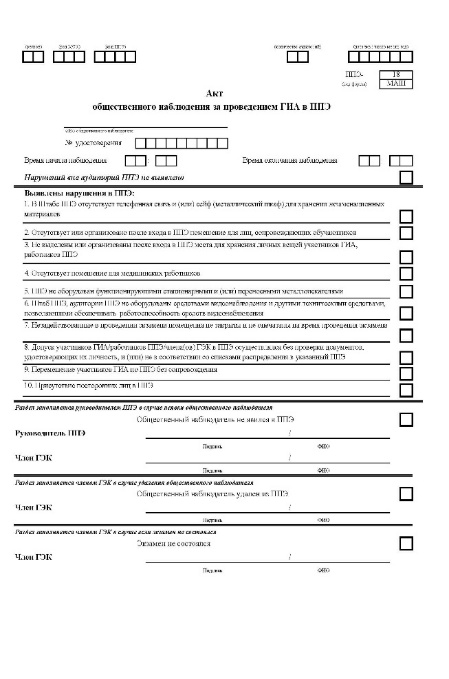 (регион) (код МСУ) (код ППЭ)
ППЭ- 18
(код формы) МАШ
Акт
общественного наблюдения за проведением ГИА в ППЭ
№ удостоверения
Время начала наблюдения : Время окончания наблюдения :
Нарушений вне аудиторий ППЭ не выявлено
Выявлены нарушения в ППЭ:
1. В Штабе ППЭ отсутствует телефонная связь и (или) сейф (металлический шкаф) для хранения экзаменационных
материалов
2. Отсутствует или организовано после входа в ППЭ помещение для лиц, сопровождающих обучающихся
3. Не выделены или организованы после входа в ППЭ места для хранения личных вещей участников ГИА,
работников ППЭ
4. Отсутствует помещение для медицинских работников
5. ППЭ не оборудован функционирующими стационарными и (или) переносными металлоискателями
6. Штаб ППЭ, аудитории ППЭ не оборудованы средствами видеонаблюдения и другими техническими средствами,
позволяющими обеспечивать работоспособность средств видеонаблюдения
7. Незадействованные в проведении экзамена помещения не закрыты и не опечатаны на время проведения экзамена
8. Допуск участников ГИА/работников ППЭ/члена(ов) ГЭК в ППЭ осуществлялся без проверки документов,
удостоверяющих их личность, и (или) не в соответствии со списками распределения в указанный ППЭ
9. Перемещение участников ГИА по ППЭ без сопровождения
10. Присутствие посторонних лиц в ППЭ
Раздел заполняется руководителем ППЭ в случае неявки общественного наблюдателя
Общественный наблюдатель не явился в ППЭ
Руководитель ППЭ /
Подпись ФИО
Член ГЭК /
Подпись ФИО
Раздел заполняется членом ГЭК в случае удаления общественного наблюдателя
Общественный наблюдатель удален из ППЭ
Член ГЭК /
Подпись ФИО
Раздел заполняется членом ГЭК в случае если экзамен не состоялся
Экзамен не состоялся
Член ГЭК /
Подпись ФИО